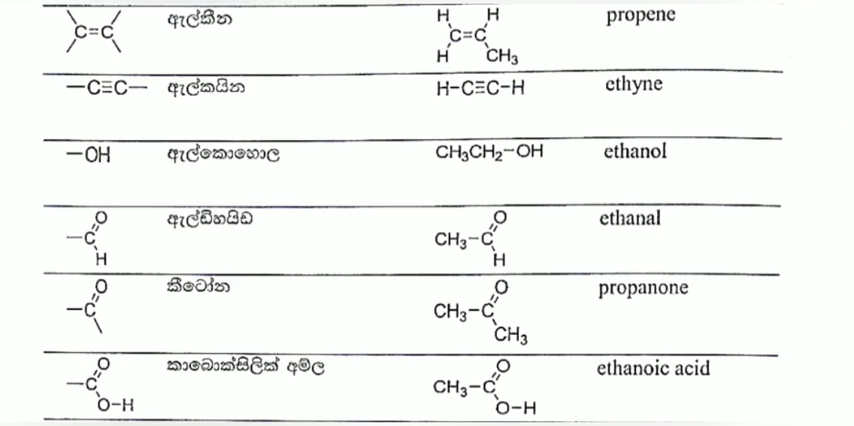 C=C ඇල්කීන H H C=C H CH₃ propene
—C≡C— ඇල්කයින H–C≡C–H ethyne
—OH ඇල්කොහොල CH₃CH₂–OH ethanol
–C=O H ඇල්ඩිහයිඩ CH₃–C=O H ethanal
–C=O කීටෝන CH₃–C=O CH₃ propanone
–C=O O–H කාබොක්සිලික් අම්ල CH₃–C=O O–H ethanoic acid